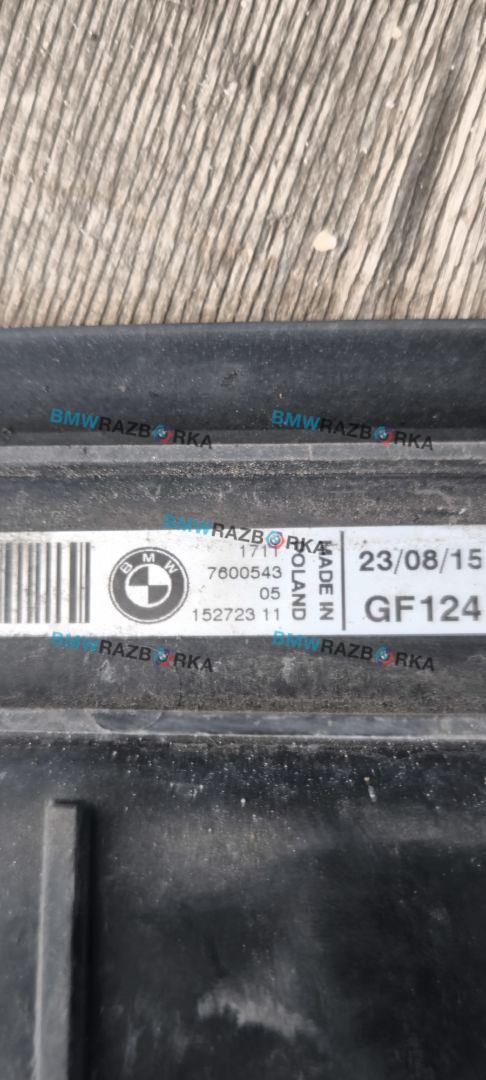 BMWRAZBORKA
BMWRAZBORKA
BMWRAZBORKA
BMW
1711
7600543
05
152723 11
MADE IN
POLAND
23/08/15
GF124
BMWRAZBORKA
BMWRAZBORKA